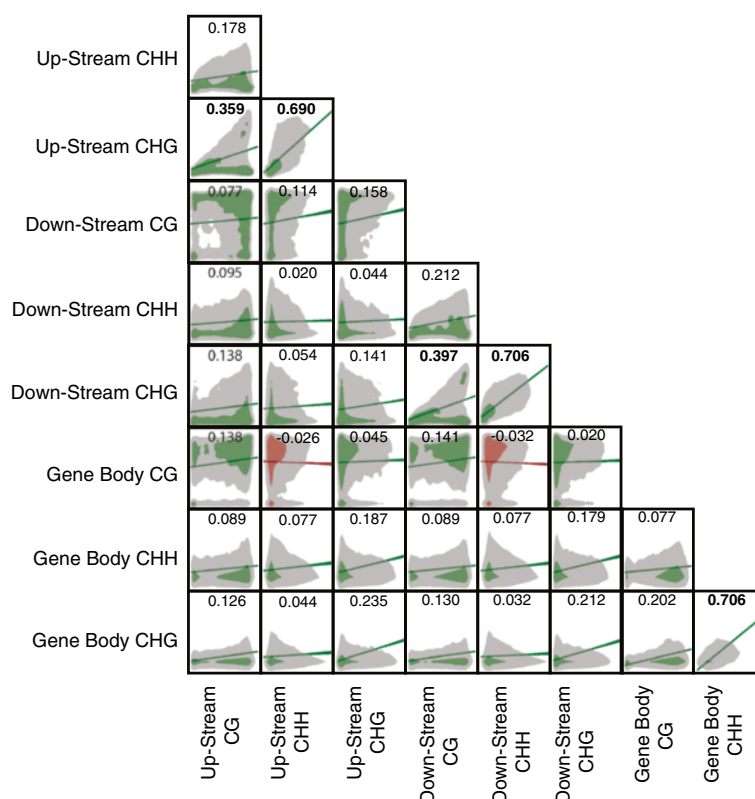 0.178
Up-Stream CHH
0.359 0.690
Up-Stream CHG
0.077 0.114 0.158
Down-Stream CG
0.095 0.020 0.044 0.212
Down-Stream CHH
0.138 0.054 0.141 0.397 0.706
Down-Stream CHG
0.138 -0.026 0.045 0.141 -0.032 0.020
Gene Body CG
0.089 0.077 0.187 0.089 0.077 0.179 0.077
Gene Body CHH
0.126 0.044 0.235 0.130 0.032 0.212 0.202 0.706
Gene Body CHG
Up-Stream
CG
Up-Stream
CHH
Up-Stream
CHG
Down-Stream
CG
Down-Stream
CHH
Down-Stream
CHG
Gene Body
CG
Gene Body
CHH